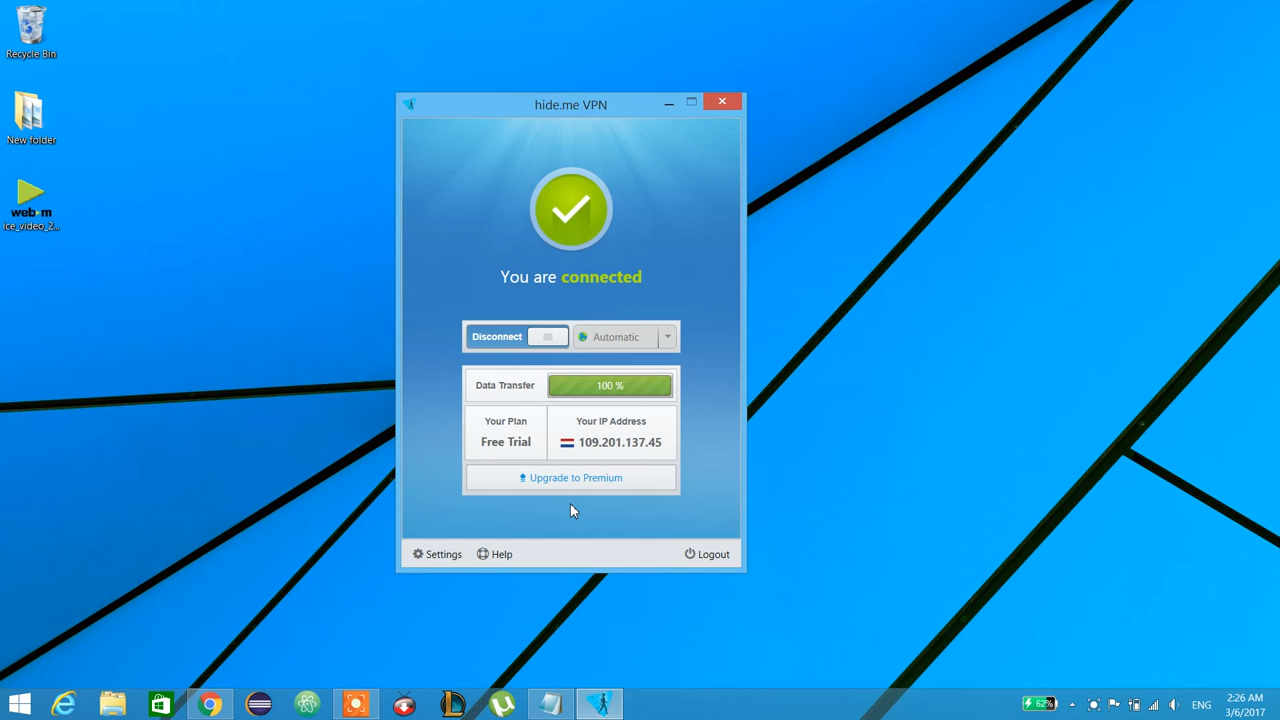 Recycle Bin
New folder
web m
ice_video_2...
hide.me VPN
You are connected
Disconnect
Automatic
Data Transfer
100 %
Your Plan
Free Trial
Your IP Address
109.201.137.45
Upgrade to Premium
Settings
Help
Logout
62%
ENG
2:26 AM
3/6/2017